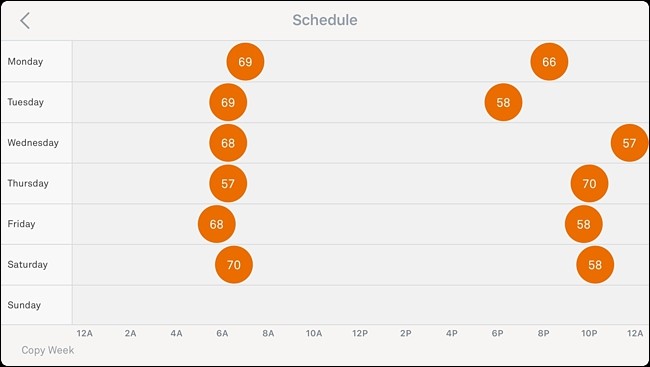 Schedule
Monday 69 66
Tuesday 69 58
Wednesday 68 57
Thursday 57 70
Friday 68 58
Saturday 70 58
Sunday
12A 2A 4A 6A 8A 10A 12P 2P 4P 6P 8P 10P 12A
Copy Week